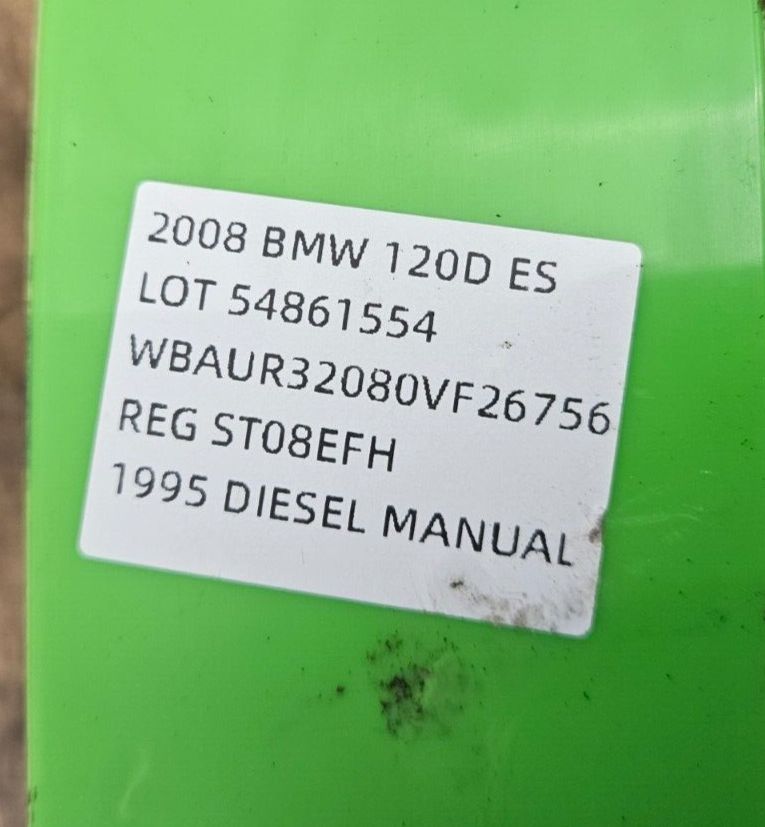 2008 BMW 120D ES
LOT 54861554
WBAUR32080VF26756
REG ST08EFH
1995 DIESEL MANUAL